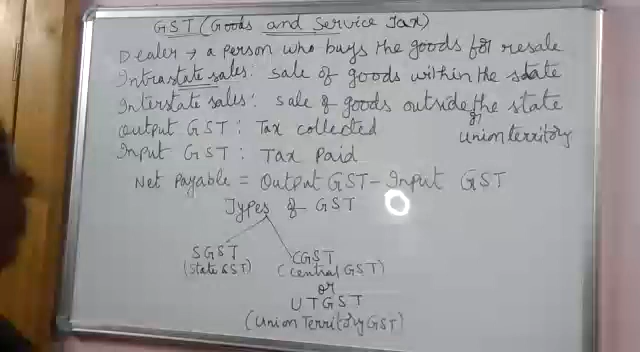 GST (Goods and Service Tax)
Dealer → a person who buys the goods for resale
Intrastate sales: sale of goods within the state
Interstate sales: sale of goods outside the state or union territory
Output GST: Tax collected
Input GST: Tax Paid
Net Payable = Output GST - Input GST
Types of GST
SGST CGST
(State GST) (Central GST)
or
UTGST
(Union Territory GST)